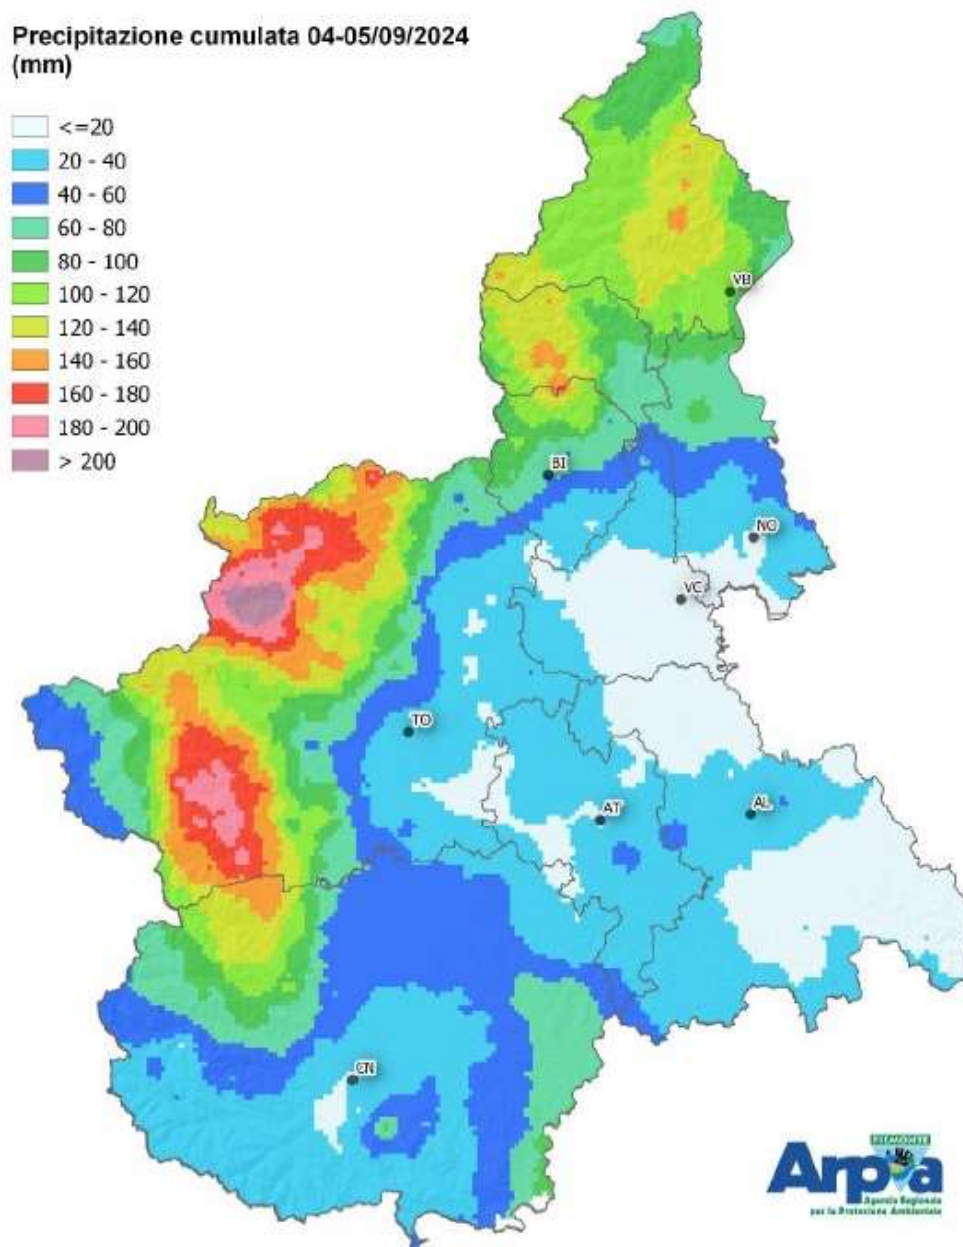 Precipitazione cumulata 04-05/09/2024
(mm)
<=20
20 - 40
40 - 60
60 - 80
80 - 100
100 - 120
120 - 140
140 - 160
160 - 180
180 - 200
> 200
VB
BI
NO
VC
TO
AT
AL
CN
PIEMONTE
Arpa
Agenzia Regionale
per la Protezione Ambientale